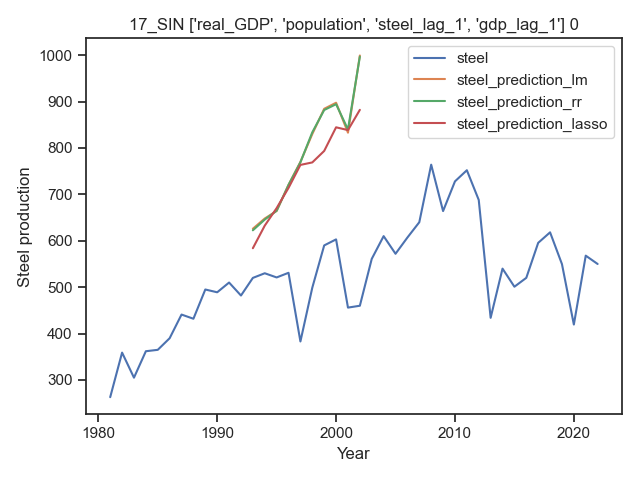 17_SIN ['real_GDP', 'population', 'steel_lag_1', 'gdp_lag_1'] 0
steel
steel_prediction_lm
steel_prediction_rr
steel_prediction_lasso
Steel production
1000
900
800
700
600
500
400
300
1980
1990
2000
2010
2020
Year